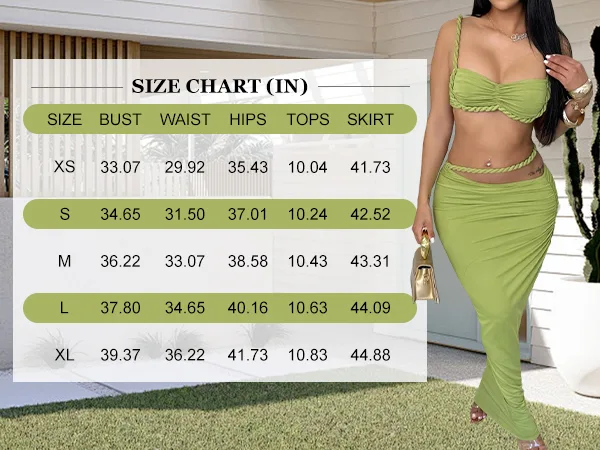 SIZE CHART (IN)
SIZE BUST WAIST HIPS TOPS SKIRT
XS 33.07 29.92 35.43 10.04 41.73
S 34.65 31.50 37.01 10.24 42.52
M 36.22 33.07 38.58 10.43 43.31
L 37.80 34.65 40.16 10.63 44.09
XL 39.37 36.22 41.73 10.83 44.88